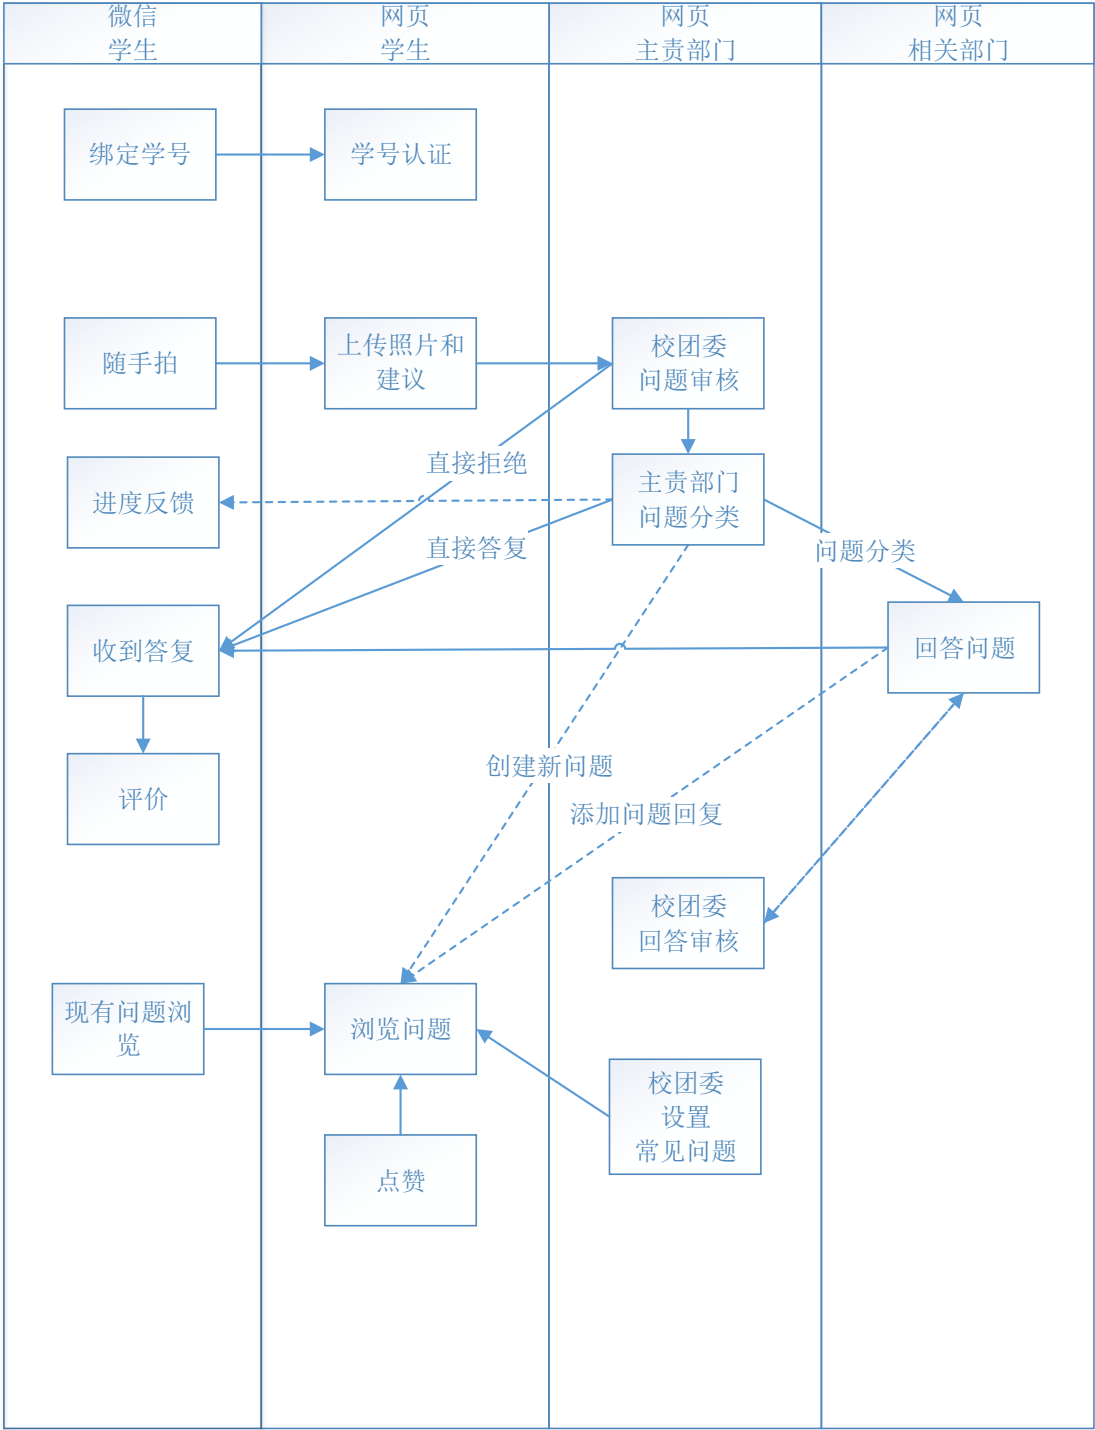 微信
学生
网页
学生
网页
主责部门
网页
相关部门
绑定学号
学号认证
随手拍
上传照片和
建议
校团委
问题审核
直接拒绝
进度反馈
主责部门
问题分类
直接答复
问题分类
收到答复
回答问题
创建新问题
评价
添加问题回复
校团委
回答审核
现有问题浏
览
浏览问题
校团委
设置
常见问题
点赞